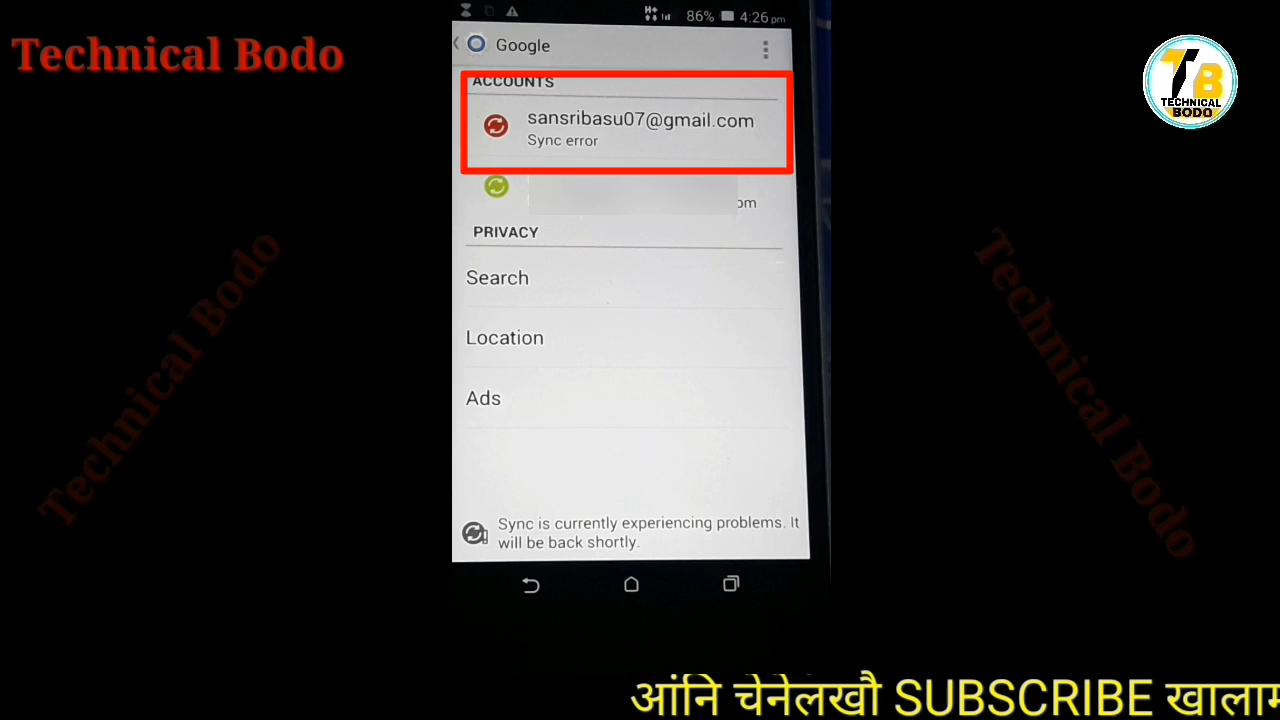 Technical Bodo
H+
86%
4:26 pm
Google
ACCOUNTS
sansribasu07@gmail.com
Sync error
PRIVACY
Search
Location
Ads
Sync is currently experiencing problems. It
will be back shortly.
TB
TECHNICAL
BODO
Technical Bodo
Technical Bodo
आंनि चेनेलखौ SUBSCRIBE